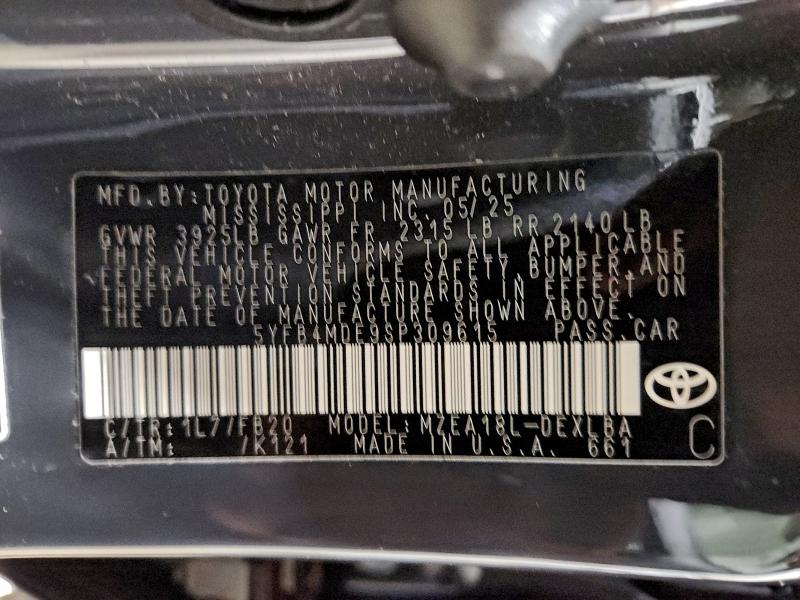 MFD. BY: TOYOTA MOTOR MANUFACTURING
MISSISSIPPI, INC. 05/25
GVWR 3925LB GAWR FR 2315 LB RR 2140 LB
THIS VEHICLE CONFORMS TO ALL APPLICABLE
FEDERAL MOTOR VEHICLE SAFETY, BUMPER, AND
THEFT PREVENTION STANDARDS IN EFFECT ON
THE DATE OF MANUFACTURE SHOWN ABOVE.
5YFB4MDE9SP309615 PASS.CAR
C/TR: 1L7/FB20 MODEL: MZEA18L-DEXLBA
A/TM: /K121 MADE IN U.S.A. 661
C